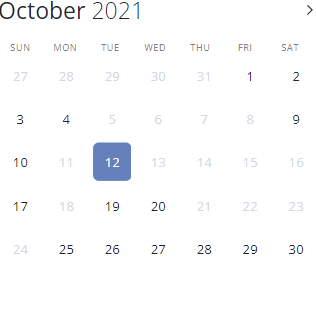 October 2021
SUN MON TUE WED THU FRI SAT
27 28 29 30 31 1 2
3 4 5 6 7 8 9
10 11 12 13 14 15 16
17 18 19 20 21 22 23
24 25 26 27 28 29 30